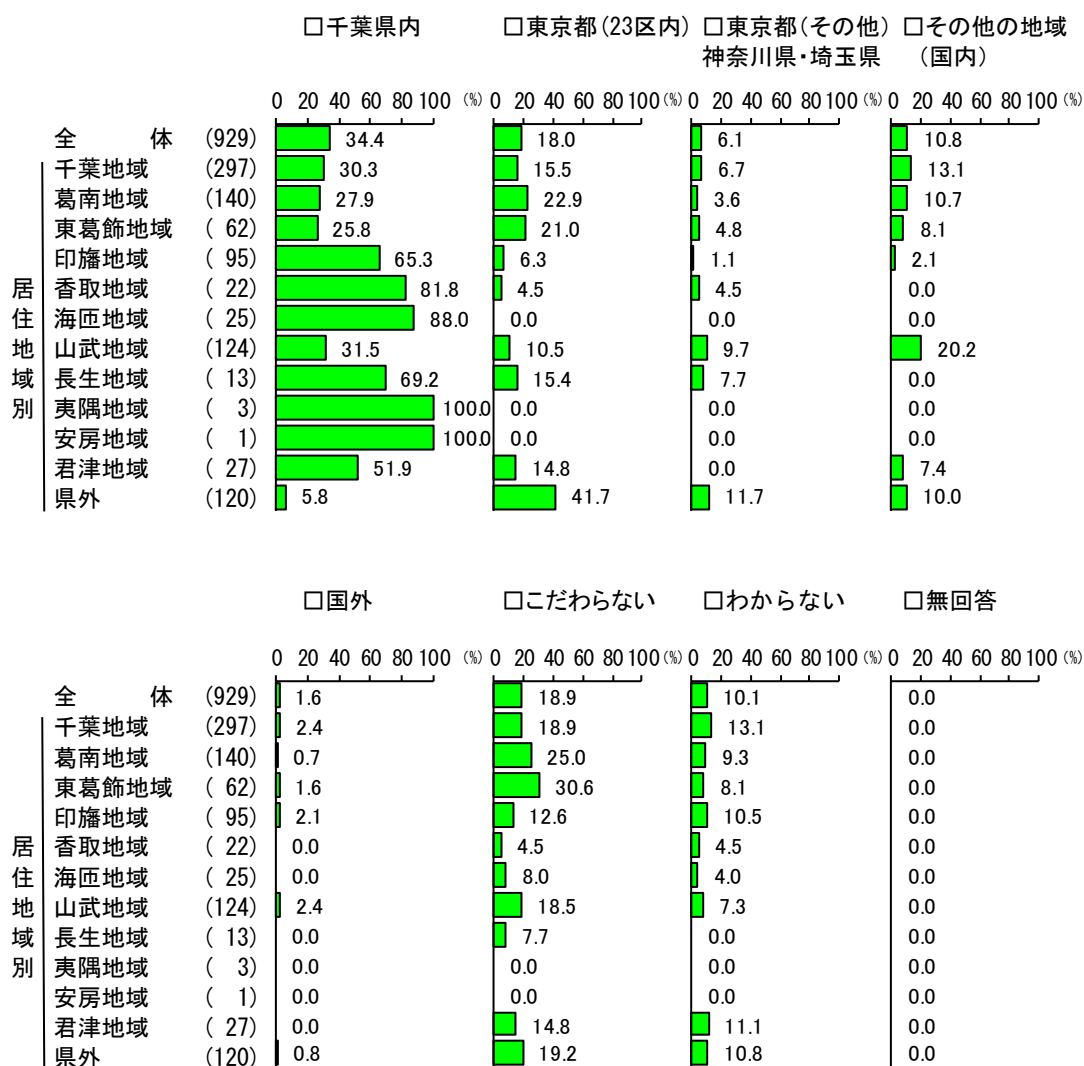 □千葉県内 □東京都(23区内) □東京都(その他) □その他の地域
神奈川県・埼玉県 (国内)
0 20 40 60 80 100 (%) 0 20 40 60 80 100 (%) 0 20 40 60 80 100 (%) 0 20 40 60 80 100 (%)
全 体 (929) 34.4 18.0 6.1 10.8
千葉地域 (297) 30.3 15.5 6.7 13.1
葛南地域 (140) 27.9 22.9 3.6 10.7
東葛飾地域 ( 62) 25.8 21.0 4.8 8.1
印旛地域 ( 95) 65.3 6.3 1.1 2.1
居 香取地域 ( 22) 81.8 4.5 4.5 0.0
住 海匝地域 ( 25) 88.0 0.0 0.0 0.0
地 山武地域 (124) 31.5 10.5 9.7 20.2
域 長生地域 ( 13) 69.2 15.4 7.7 0.0
別 夷隅地域 ( 3) 100.0 0.0 0.0 0.0
安房地域 ( 1) 100.0 0.0 0.0 0.0
君津地域 ( 27) 51.9 14.8 0.0 7.4
県外 (120) 5.8 41.7 11.7 10.0
□国外 □こだわらない □わからない □無回答
0 20 40 60 80 100 (%) 0 20 40 60 80 100 (%) 0 20 40 60 80 100 (%) 0 20 40 60 80 100 (%)
全 体 (929) 1.6 18.9 10.1 0.0
千葉地域 (297) 2.4 18.9 13.1 0.0
葛南地域 (140) 0.7 25.0 9.3 0.0
東葛飾地域 ( 62) 1.6 30.6 8.1 0.0
印旛地域 ( 95) 2.1 12.6 10.5 0.0
居 香取地域 ( 22) 0.0 4.5 4.5 0.0
住 海匝地域 ( 25) 0.0 8.0 4.0 0.0
地 山武地域 (124) 2.4 18.5 7.3 0.0
域 長生地域 ( 13) 0.0 7.7 0.0 0.0
別 夷隅地域 ( 3) 0.0 0.0 0.0 0.0
安房地域 ( 1) 0.0 0.0 0.0 0.0
君津地域 ( 27) 0.0 14.8 11.1 0.0
県外 (120) 0.8 19.2 10.8 0.0